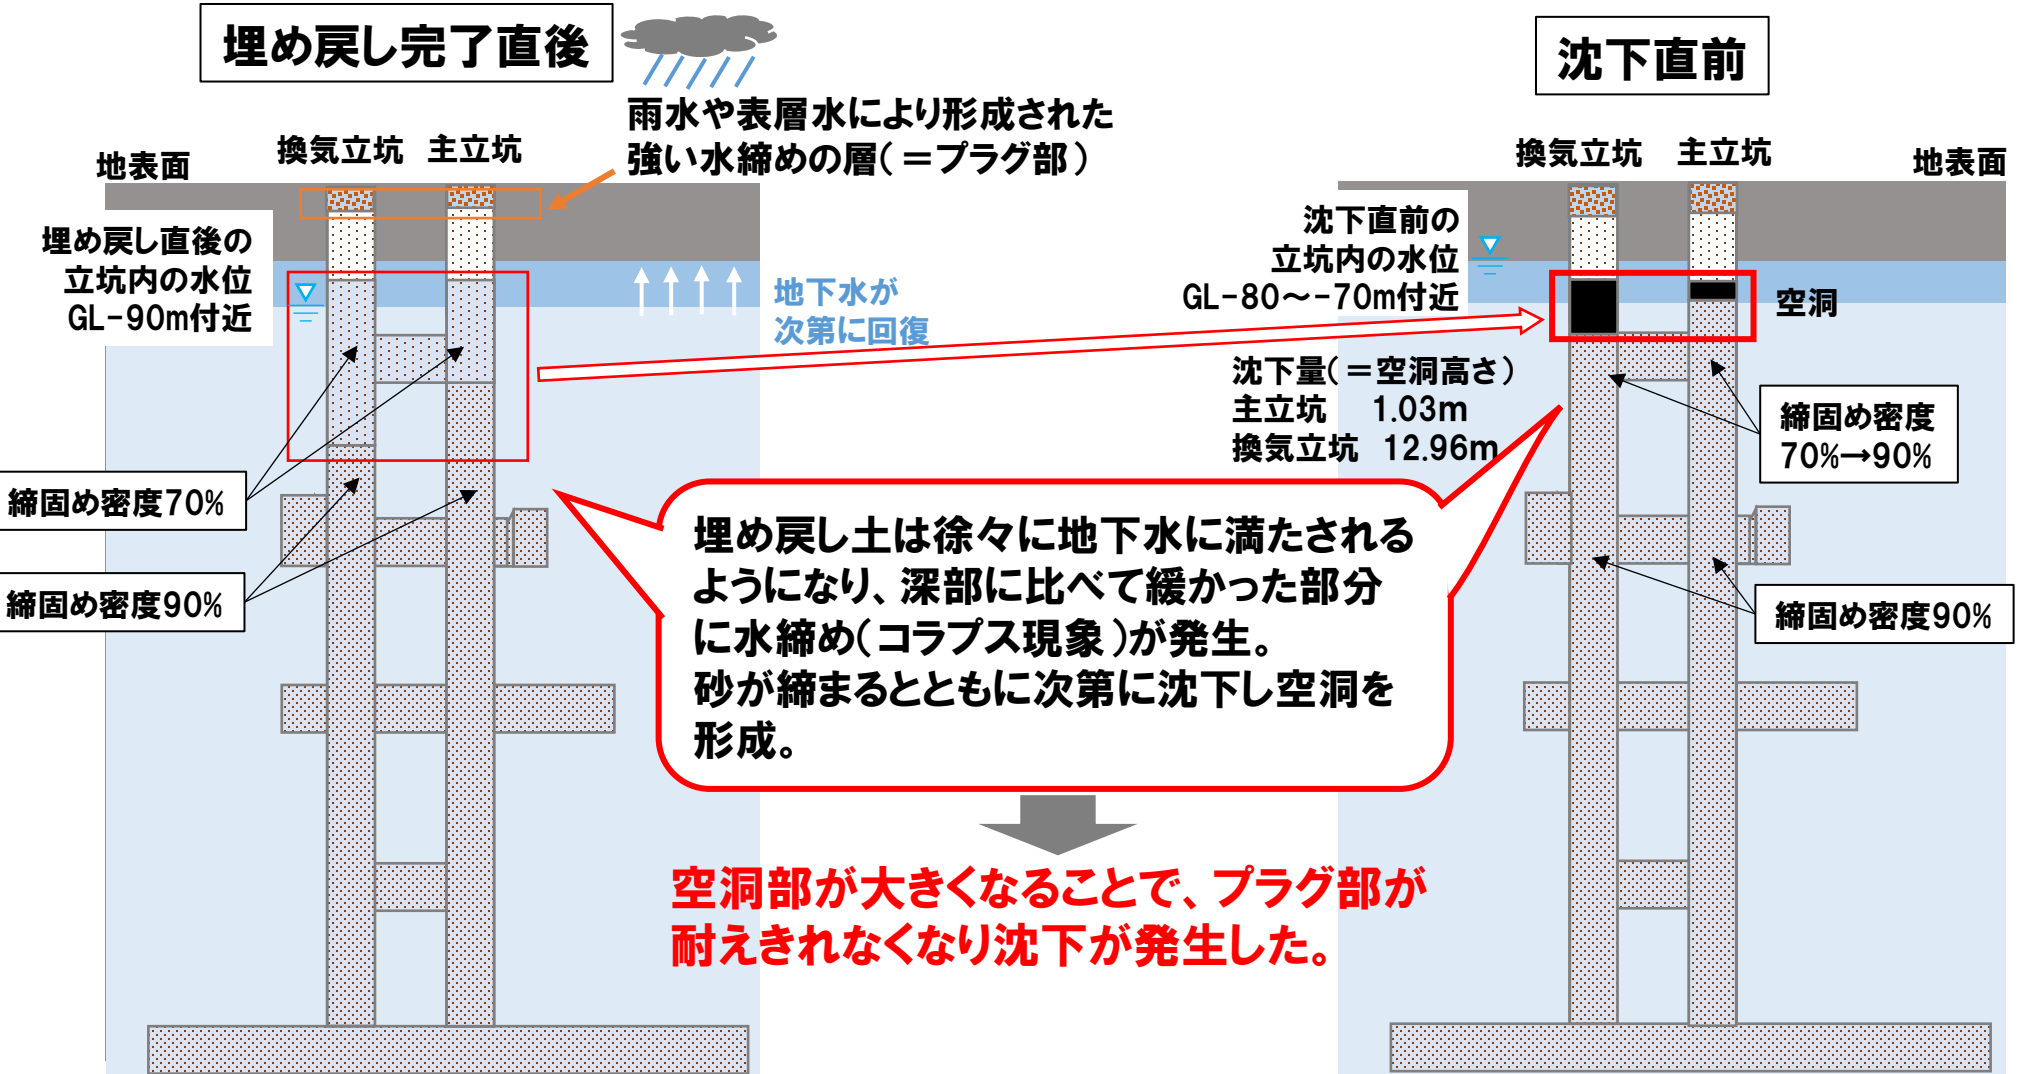 埋め戻し完了直後
雨水や表層水により形成された
強い水締めの層(＝プラグ部)
換気立坑 主立坑
地表面
埋め戻し直後の
立坑内の水位
GL-90m付近
地下水が
次第に回復
締固め密度70%
締固め密度90%
沈下直前
換気立坑 主立坑
地表面
沈下直前の
立坑内の水位
GL-80～-70m付近
空洞
沈下量(＝空洞高さ)
主立坑 1.03m
換気立坑 12.96m
締固め密度
70%→90%
締固め密度90%
埋め戻し土は徐々に地下水に満たされる
ようになり、深部に比べて緩かった部分
に水締め(コラプス現象)が発生。
砂が締まるとともに次第に沈下し空洞を
形成。
空洞部が大きくなることで、プラグ部が
耐えきれなくなり沈下が発生した。